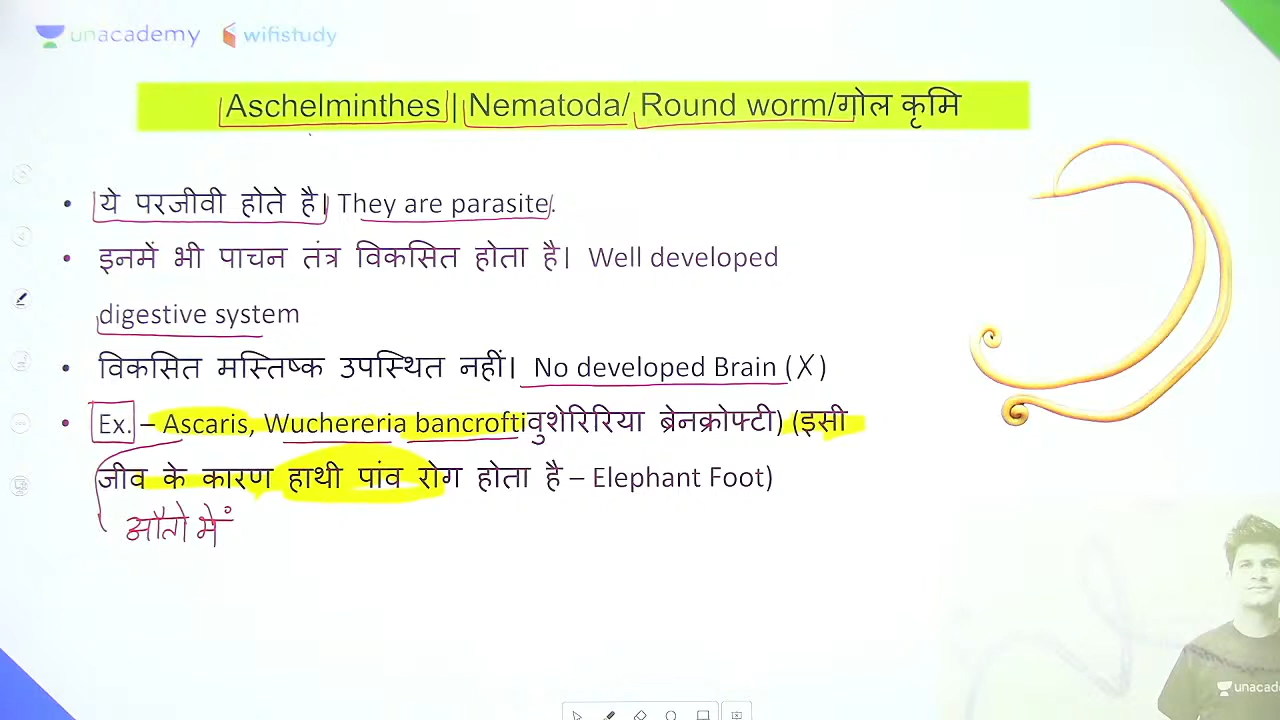 unacademy wifistudy
Aschelminthes| Nematoda/ Round worm/गोल कृमि
• ये परजीवी होते है। They are parasite.
• इनमें भी पाचन तंत्र विकसित होता है। Well developed
digestive system
• विकसित मस्तिष्क उपस्थित नहीं। No developed Brain (X)
• Ex. – Ascaris, Wuchereria bancroftiवुशेरिरिया ब्रेनक्रोफ्टी) (इसी
जीव के कारण हाथी पांव रोग होता है – Elephant Foot)
आँतो में
unacade